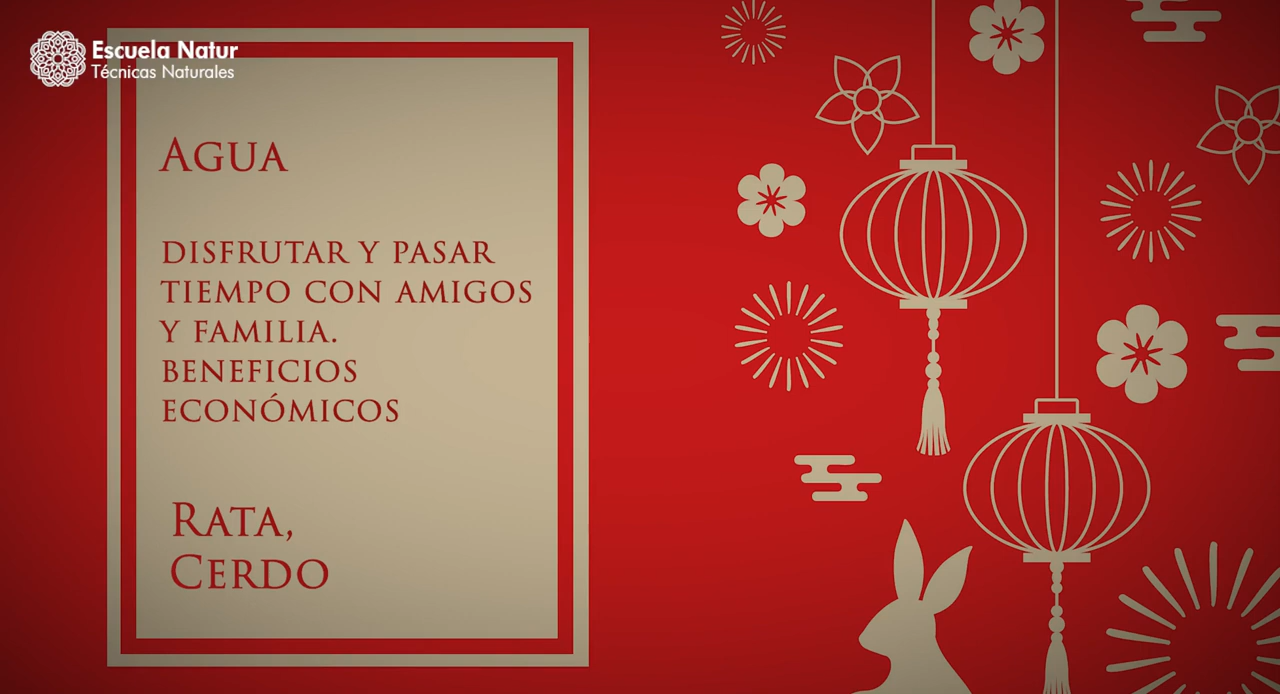 Escuela Natur
Técnicas Naturales
Agua
DISFRUTAR Y PASAR
TIEMPO CON AMIGOS
Y FAMILIA.
BENEFICIOS
ECONÓMICOS
Rata,
Cerdo